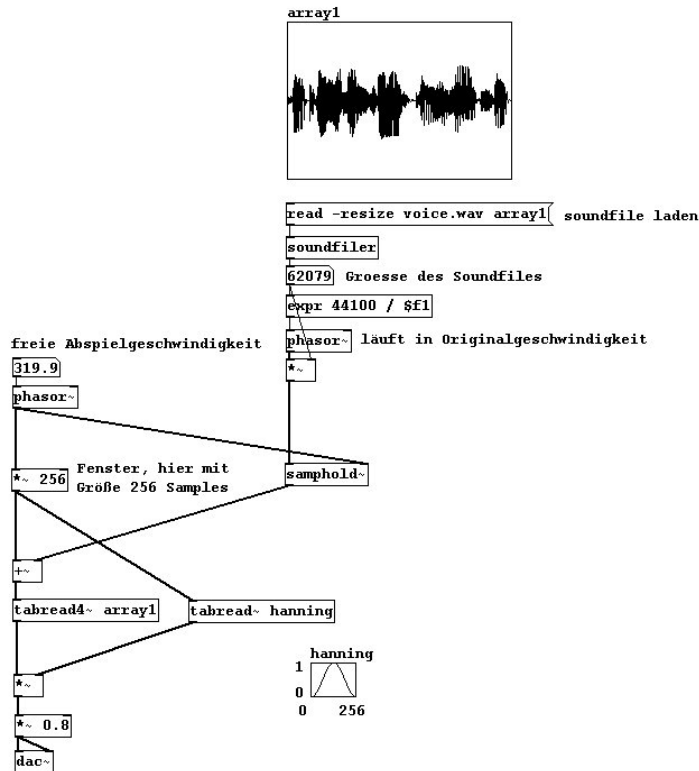 array1
read -resize voice.wav array1
soundfile laden
soundfiler
62079
Groesse des Soundfiles
expr 44100 / $f1
freie Abspielgeschwindigkeit
phasor~
läuft in Originalgeschwindigkeit
319.9
*~
phasor~
*~ 256
Fenster, hier mit
Größe 256 Samples
samphold~
+~
tabread4~ array1
tabread~ hanning
hanning
1
0
0 256
*~
*~ 0.8
dac~